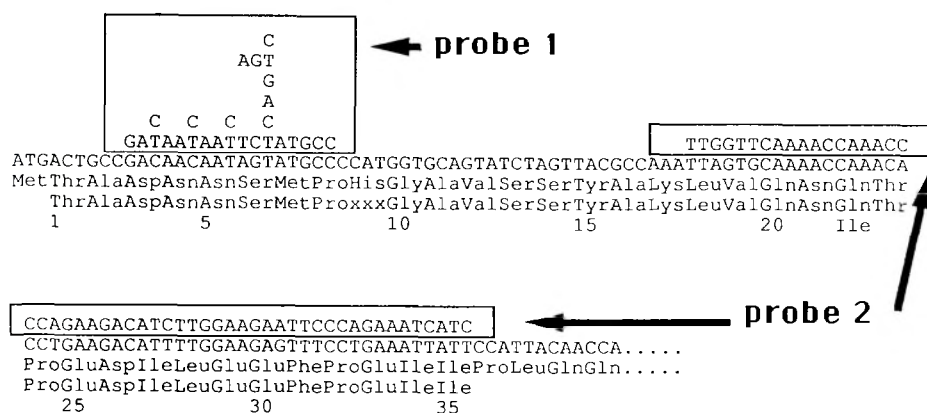 C
probe 1
AGT
G
A
C C C C C
GATAATAATTCTATGCC
TTGGTTCAAAACCAAACC
ATGACTGCCGACAACAATAGTATGCCCCATGGTGCAGTATCTAGTTACGCCAAATTAGTGCAAAACCAAACA
MetThrAlaAspAsnAsnSerMetProHisGlyAlaValSerSerTyrAlaLysLeuValGlnAsnGlnThr
ThrAlaAspAsnAsnSerMetProxxxGlyAlaValSerSerTyrAlaLysLeuValGlnAsnGlnThr
1 5 10 15 20 Ile
probe 2
CCAGAAGACATCTTGGAAGAATTCCCAGAAATCATC
CCTGAAGACATTTTGGAAGAGTTTCCTGAAATTATTCCATTACAACCA.....
ProGluAspIleLeuGluGluPheProGluIleIleProLeuGlnGln.....
ProGluAspIleLeuGluGluPheProGluIleIle
25 30 35